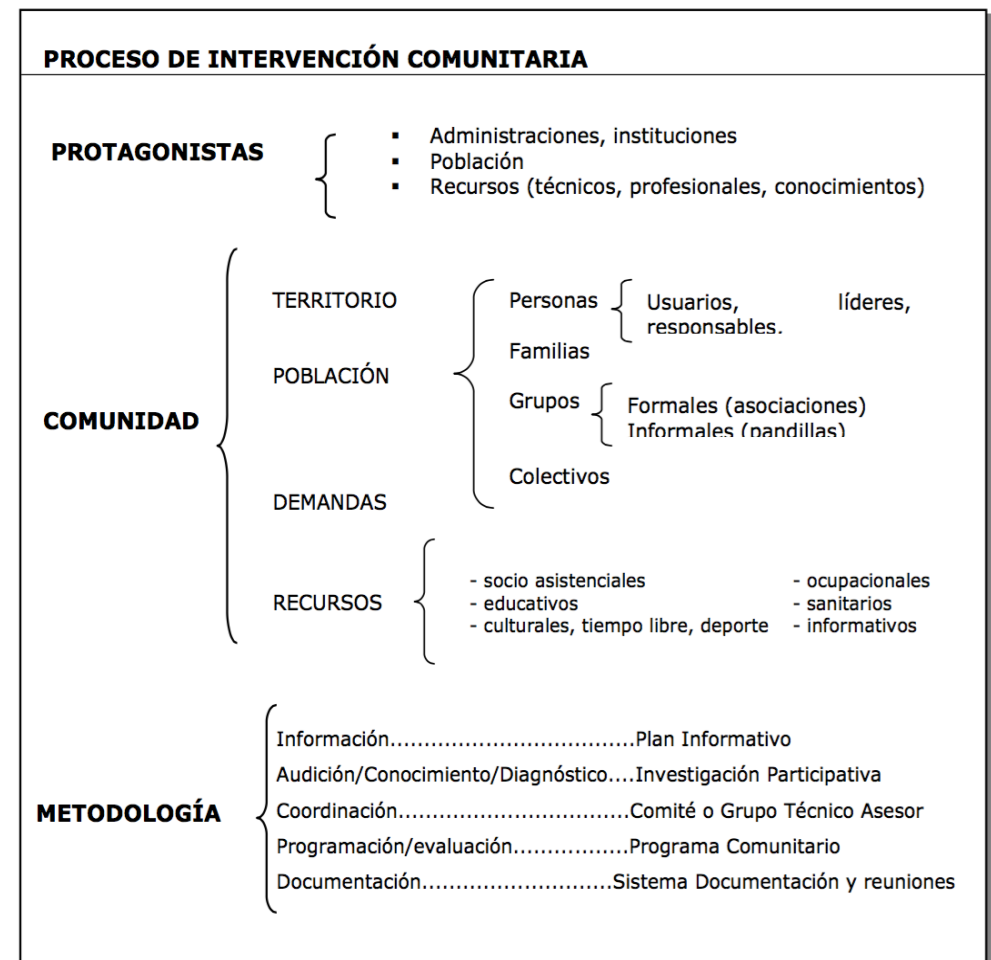 PROCESO DE INTERVENCIÓN COMUNITARIA
PROTAGONISTAS
▪ Administraciones, instituciones
▪ Población
▪ Recursos (técnicos, profesionales, conocimientos)
COMUNIDAD
TERRITORIO
POBLACIÓN
Personas
Usuarios, líderes,
responsables.
Familias
Grupos
Formales (asociaciones)
Informales (pandillas)
Colectivos
DEMANDAS
RECURSOS
- socio asistenciales
- educativos
- culturales, tiempo libre, deporte
- ocupacionales
- sanitarios
- informativos
METODOLOGÍA
Información....................................Plan Informativo
Audición/Conocimiento/Diagnóstico....Investigación Participativa
Coordinación..................................Comité o Grupo Técnico Asesor
Programación/evaluación.................Programa Comunitario
Documentación............................Sistema Documentación y reuniones